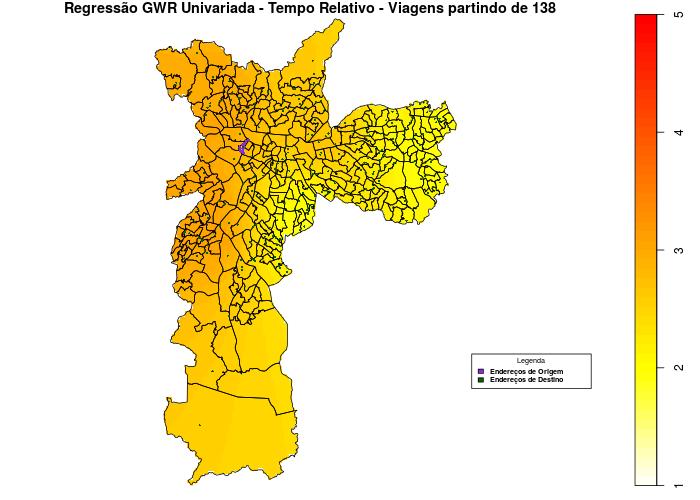 Regressão GWR Univariada - Tempo Relativo - Viagens partindo de 138
5
4
3
2
1
Legenda
Endereços de Origem
Endereços de Destino